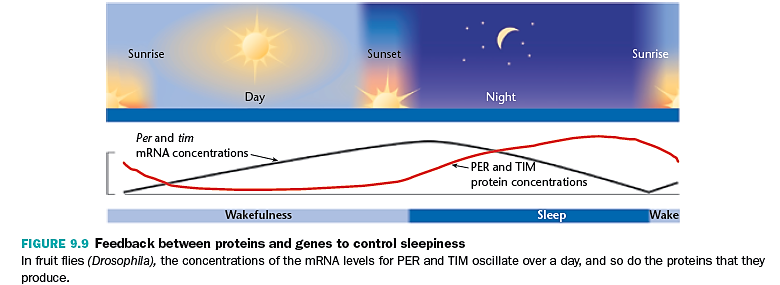 Sunrise
Sunset
Sunrise
Day
Night
Per and tim
mRNA concentrations
PER and TIM
protein concentrations
Wakefulness
Sleep
Wake
FIGURE 9.9 Feedback between proteins and genes to control sleepiness
In fruit flies (Drosophila), the concentrations of the mRNA levels for PER and TIM oscillate over a day, and so do the proteins that they
produce.